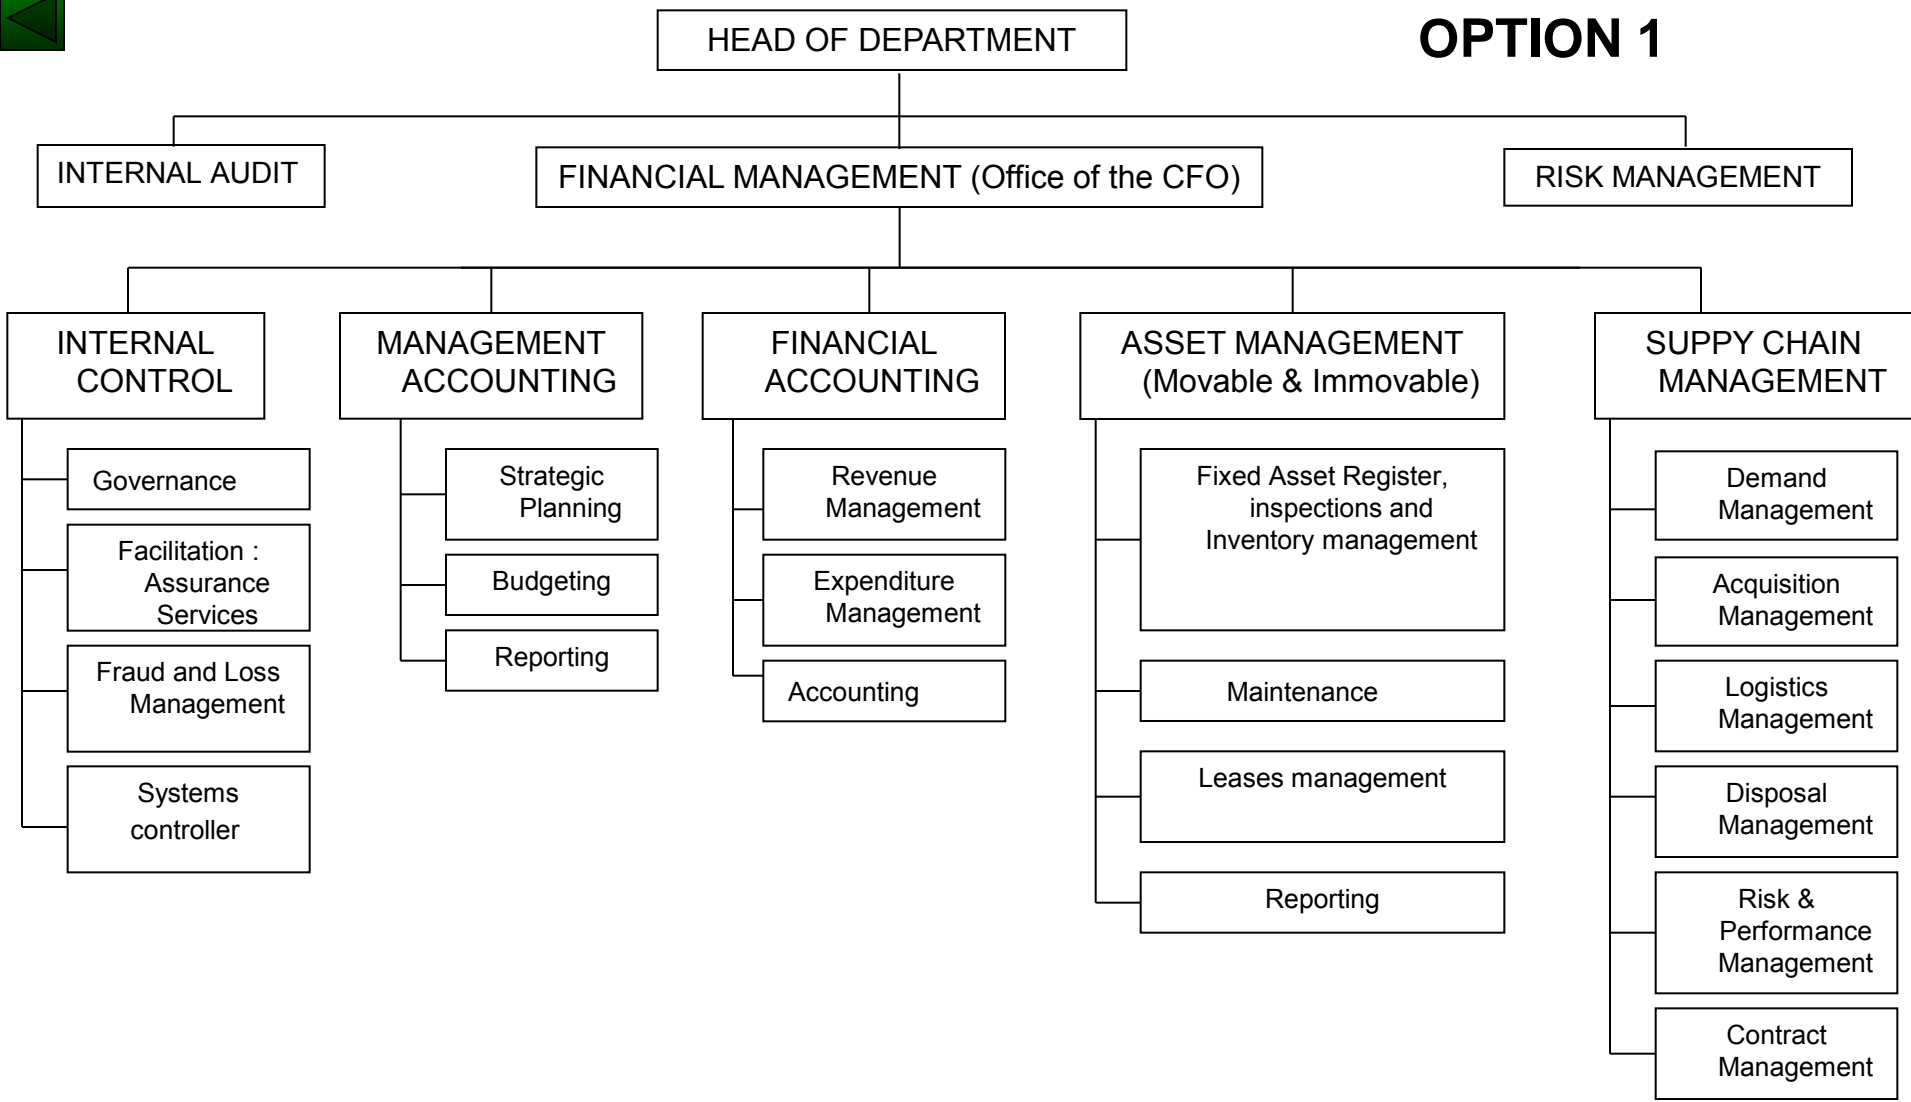 HEAD OF DEPARTMENT
OPTION 1
INTERNAL AUDIT
FINANCIAL MANAGEMENT (Office of the CFO)
RISK MANAGEMENT
INTERNAL
CONTROL
Governance
Facilitation :
Assurance
Services
Fraud and Loss
Management
Systems
controller
MANAGEMENT
ACCOUNTING
Strategic
Planning
Budgeting
Reporting
FINANCIAL
ACCOUNTING
Revenue
Management
Expenditure
Management
Accounting
ASSET MANAGEMENT
(Movable & Immovable)
Fixed Asset Register,
inspections and
Inventory management
Maintenance
Leases management
Reporting
SUPPY CHAIN
MANAGEMENT
Demand
Management
Acquisition
Management
Logistics
Management
Disposal
Management
Risk &
Performance
Management
Contract
Management